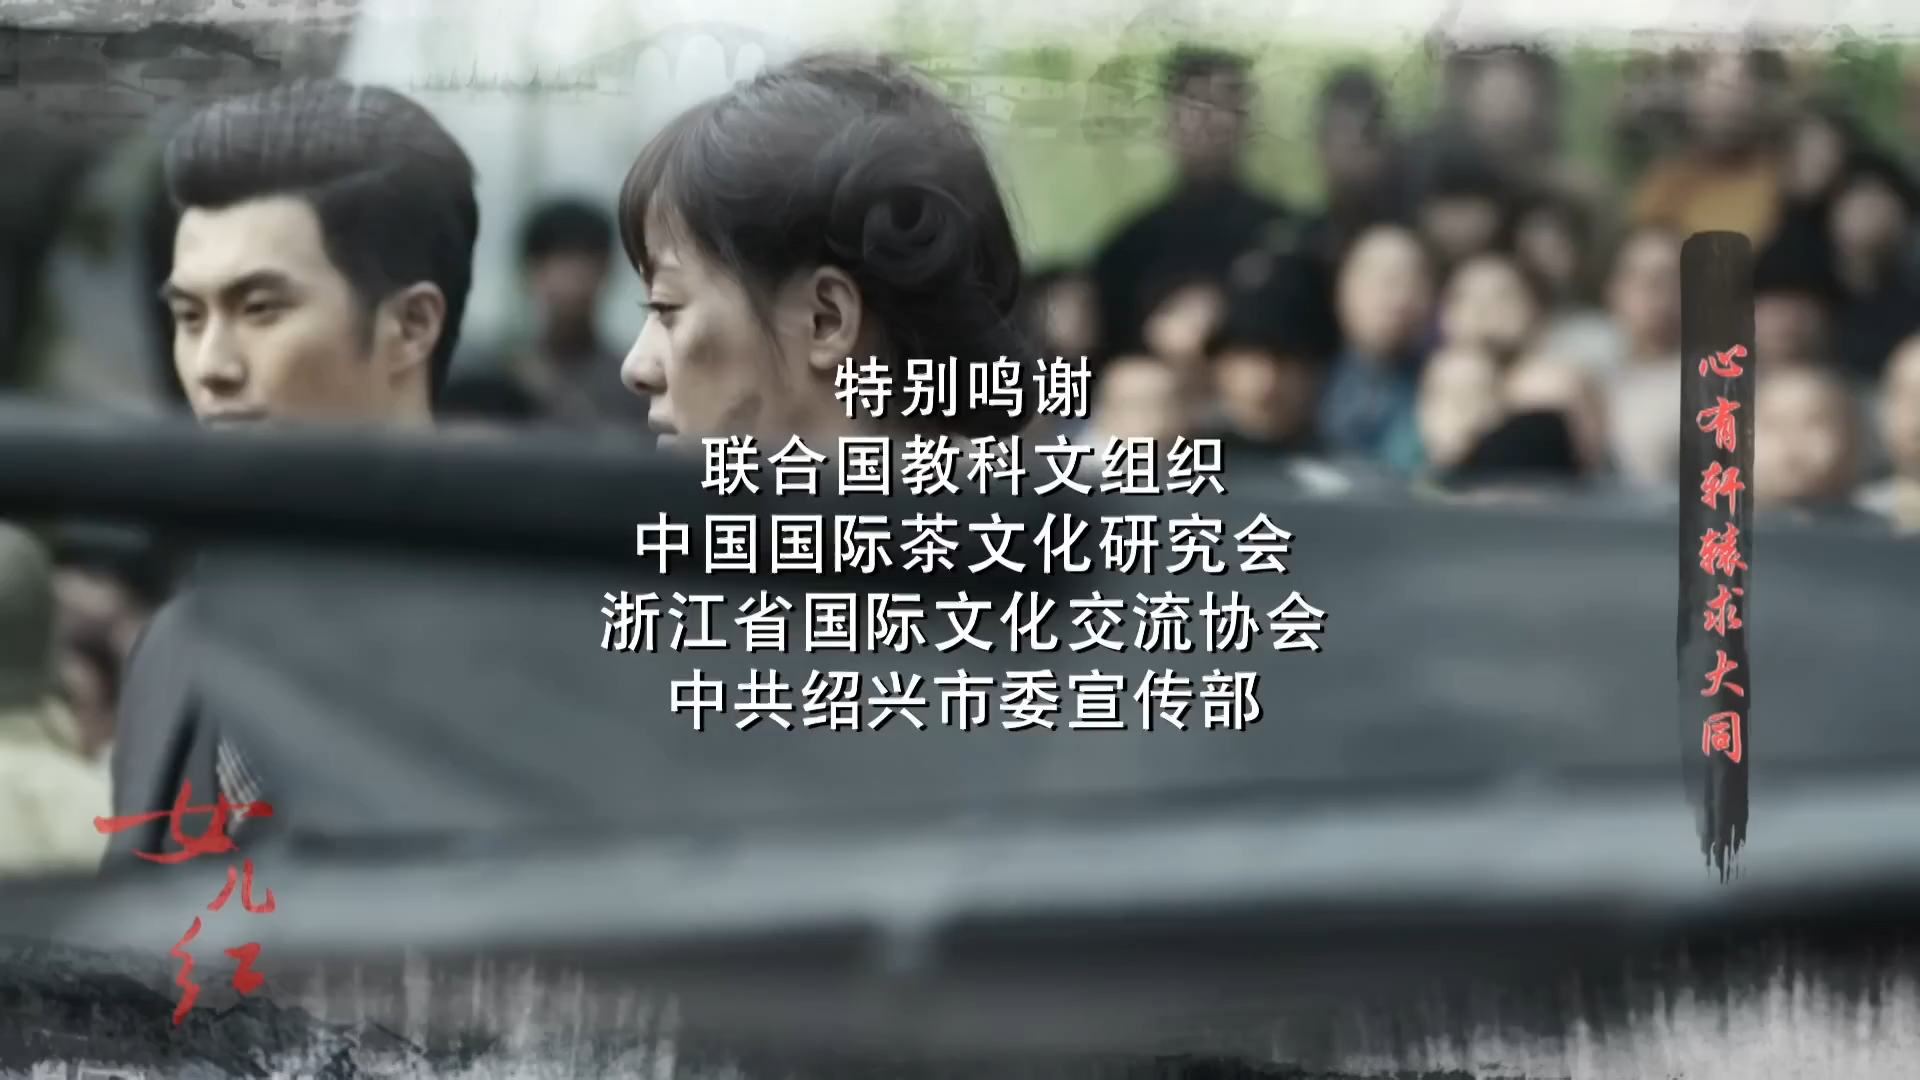 特别鸣谢
联合国教科文组织
中国国际茶文化研究会
浙江省国际文化交流协会
中共绍兴市委宣传部
心有轩辕求大同
女儿红